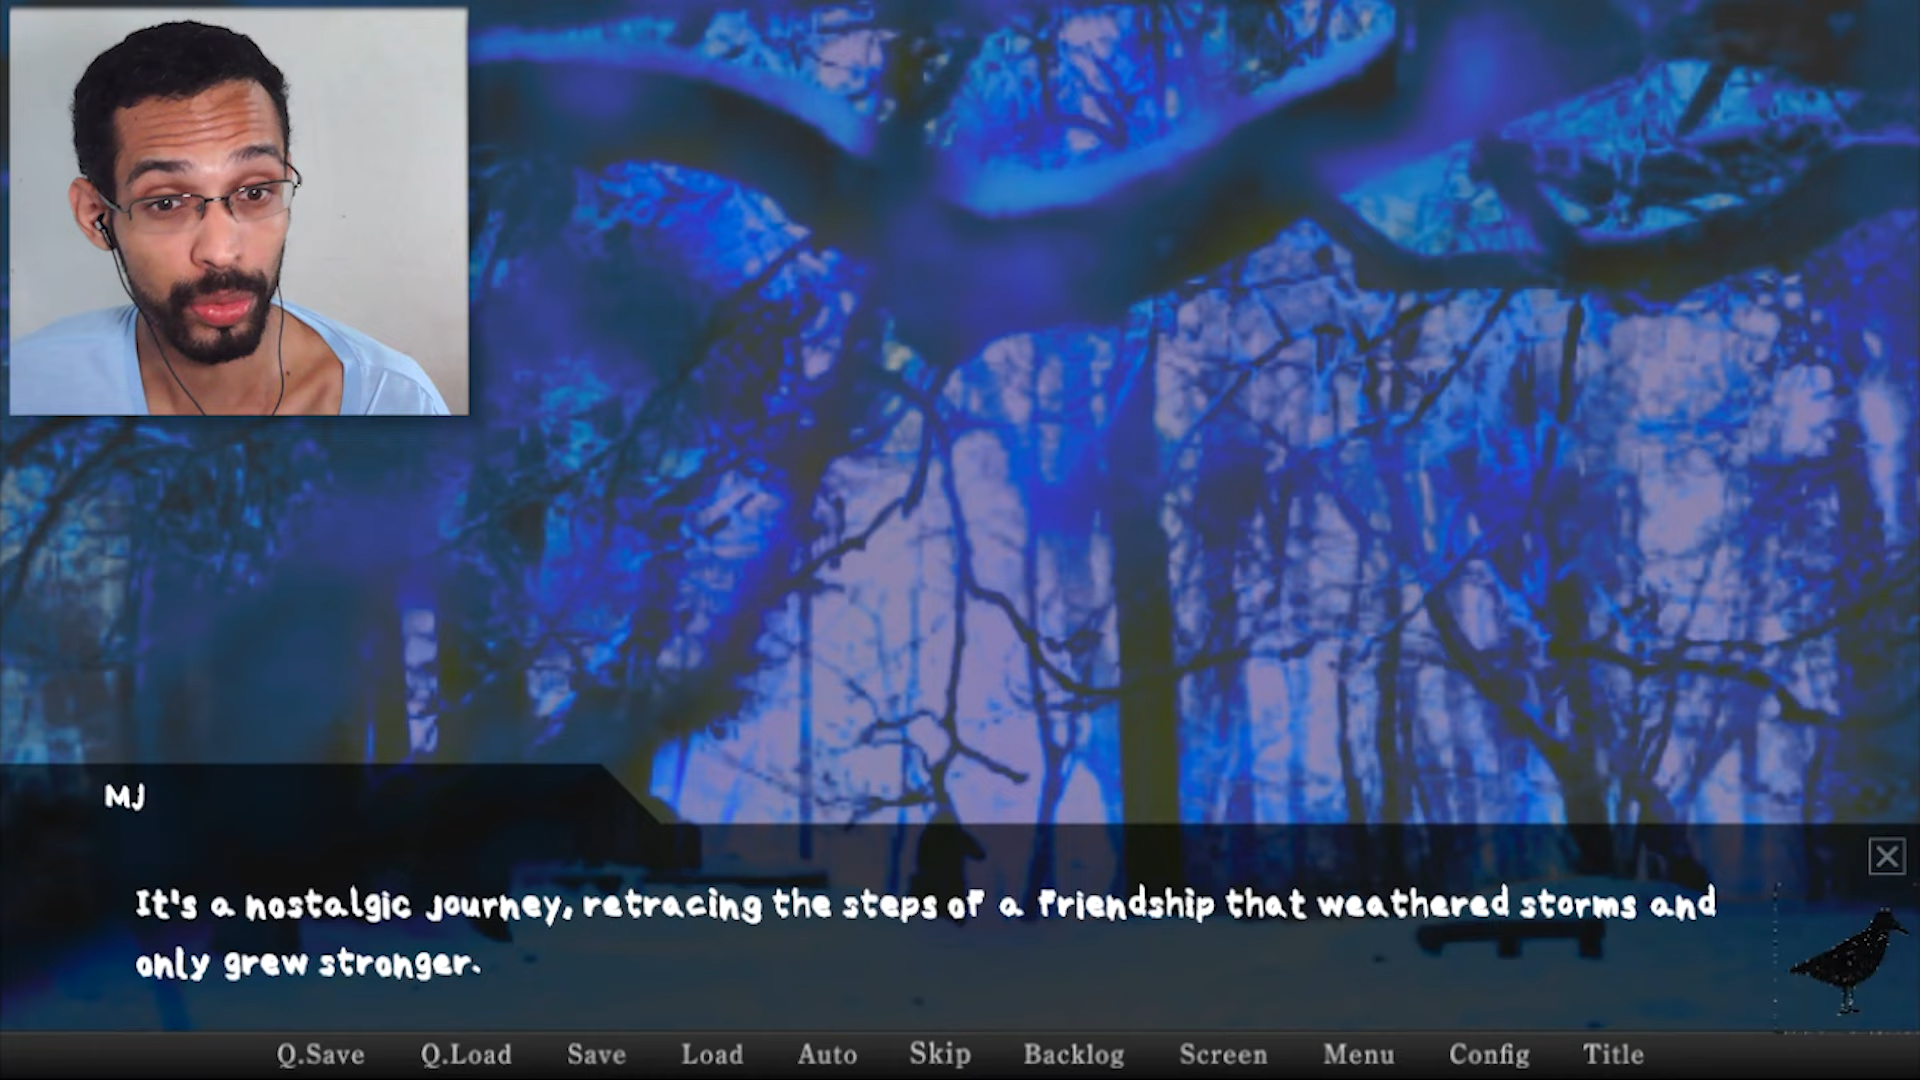 MJ
It's a nostalgic journey, retracing the steps of a friendship that weathered storms and
only grew stronger.
Q.Save Q.Load Save Load Auto Skip Backlog Screen Menu Config Title